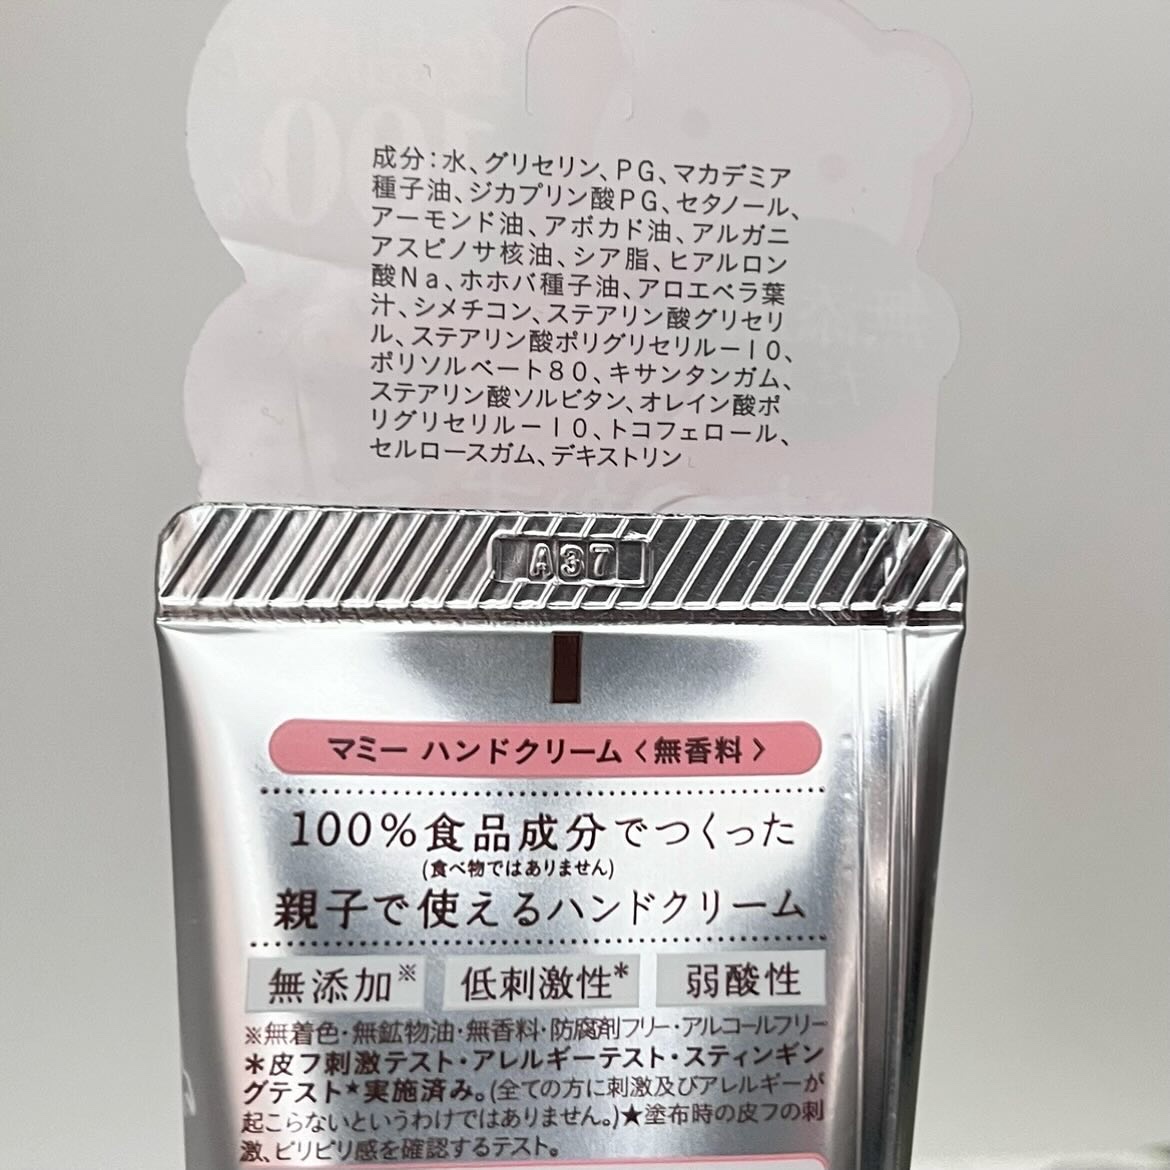 成分：水、グリセリン、PG、マカデミア
種子油、ジカプリン酸PG、セタノール、
アーモンド油、アボカド油、アルガニ
アスピノサ核油、シア脂、ヒアルロン
酸Na、ホホバ種子油、アロエベラ葉
汁、シメチコン、ステアリン酸グリセリ
ル、ステアリン酸ポリグリセリルー10、
ポリソルベート80、キサンタンガム、
ステアリン酸ソルビタン、オレイン酸ポ
リグリセリルー10、トコフェロール、
セルロースガム、デキストリン
A37
マミー ハンドクリーム〈無香料〉
100%食品成分でつくった
(食べ物ではありません)
親子で使えるハンドクリーム
無添加※ 低刺激性* 弱酸性
※無着色・無鉱物油・無香料・防腐剤フリー・アルコールフリー
＊皮フ刺激テスト・アレルギーテスト・スティンギン
グテスト★実施済み。(全ての方に刺激及びアレルギーが
起こらないというわけではありません。)★塗布時の皮フの刺
激、ピリピリ感を確認するテスト。